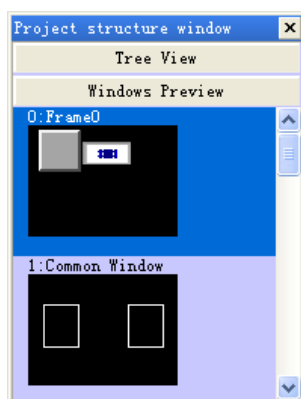 Project structure window
Tree View
Windows Preview
0:Frame0
1:Common Window